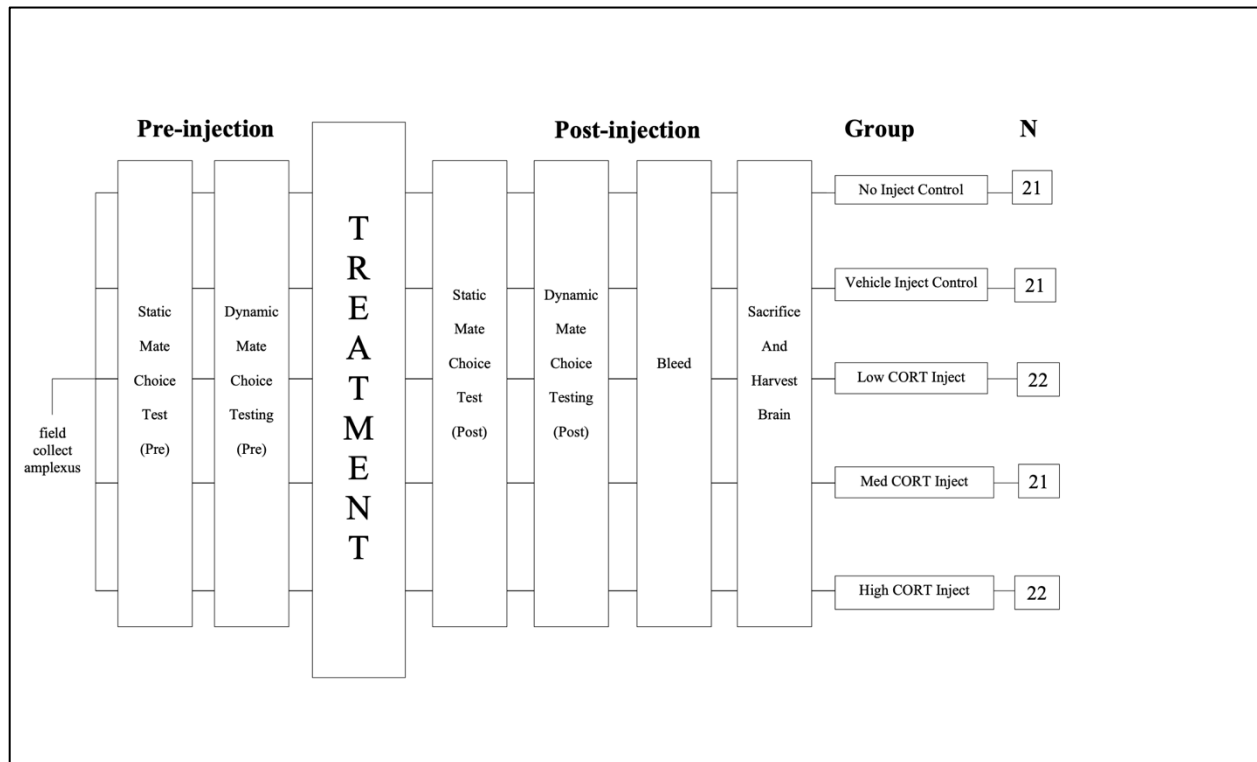 Pre-injection
Post-injection
Group
N
field
collect
amplexus
Static
Mate
Choice
Test
(Pre)
Dynamic
Mate
Choice
Testing
(Pre)
T
R
E
A
T
M
E
N
T
Static
Mate
Choice
Test
(Post)
Dynamic
Mate
Choice
Testing
(Post)
Bleed
Sacrifice
And
Harvest
Brain
No Inject Control
21
Vehicle Inject Control
21
Low CORT Inject
22
Med CORT Inject
21
High CORT Inject
22